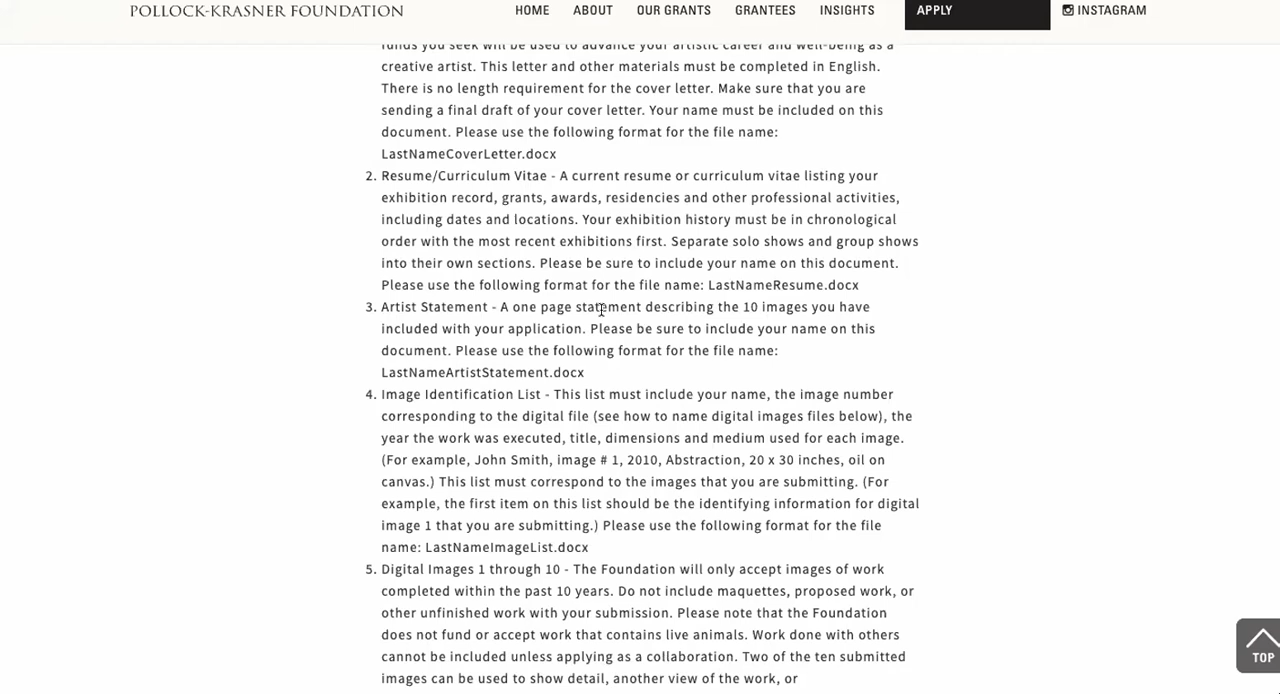 POLLOCK-KRASNER FOUNDATION HOME ABOUT OUR GRANTS GRANTEES INSIGHTS APPLY INSTAGRAM
funds you seek will be used to advance your artistic career and well-being as a
creative artist. This letter and other materials must be completed in English.
There is no length requirement for the cover letter. Make sure that you are
sending a final draft of your cover letter. Your name must be included on this
document. Please use the following format for the file name:
LastNameCoverLetter.docx
2. Resume/Curriculum Vitae - A current resume or curriculum vitae listing your
exhibition record, grants, awards, residencies and other professional activities,
including dates and locations. Your exhibition history must be in chronological
order with the most recent exhibitions first. Separate solo shows and group shows
into their own sections. Please be sure to include your name on this document.
Please use the following format for the file name: LastNameResume.docx
3. Artist Statement - A one page statement describing the 10 images you have
included with your application. Please be sure to include your name on this
document. Please use the following format for the file name:
LastNameArtistStatement.docx
4. Image Identification List - This list must include your name, the image number
corresponding to the digital file (see how to name digital images files below), the
year the work was executed, title, dimensions and medium used for each image.
(For example, John Smith, image # 1, 2010, Abstraction, 20 x 30 inches, oil on
canvas.) This list must correspond to the images that you are submitting. (For
example, the first item on this list should be the identifying information for digital
image 1 that you are submitting.) Please use the following format for the file
name: LastNameImageList.docx
5. Digital Images 1 through 10 - The Foundation will only accept images of work
completed within the past 10 years. Do not include maquettes, proposed work, or
other unfinished work with your submission. Please note that the Foundation
does not fund or accept work that contains live animals. Work done with others
cannot be included unless applying as a collaboration. Two of the ten submitted
images can be used to show detail, another view of the work, or
TOP